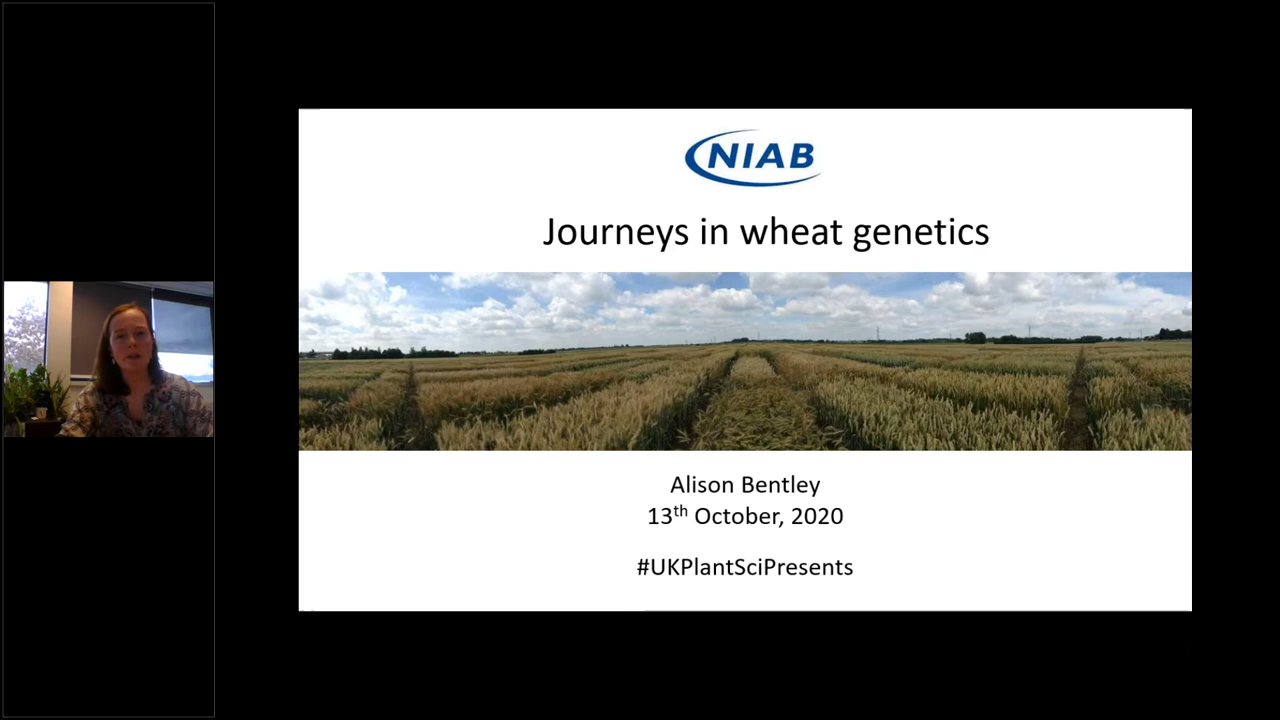 NIAB
Journeys in wheat genetics
Alison Bentley
13th October, 2020
#UKPlantSciPresents